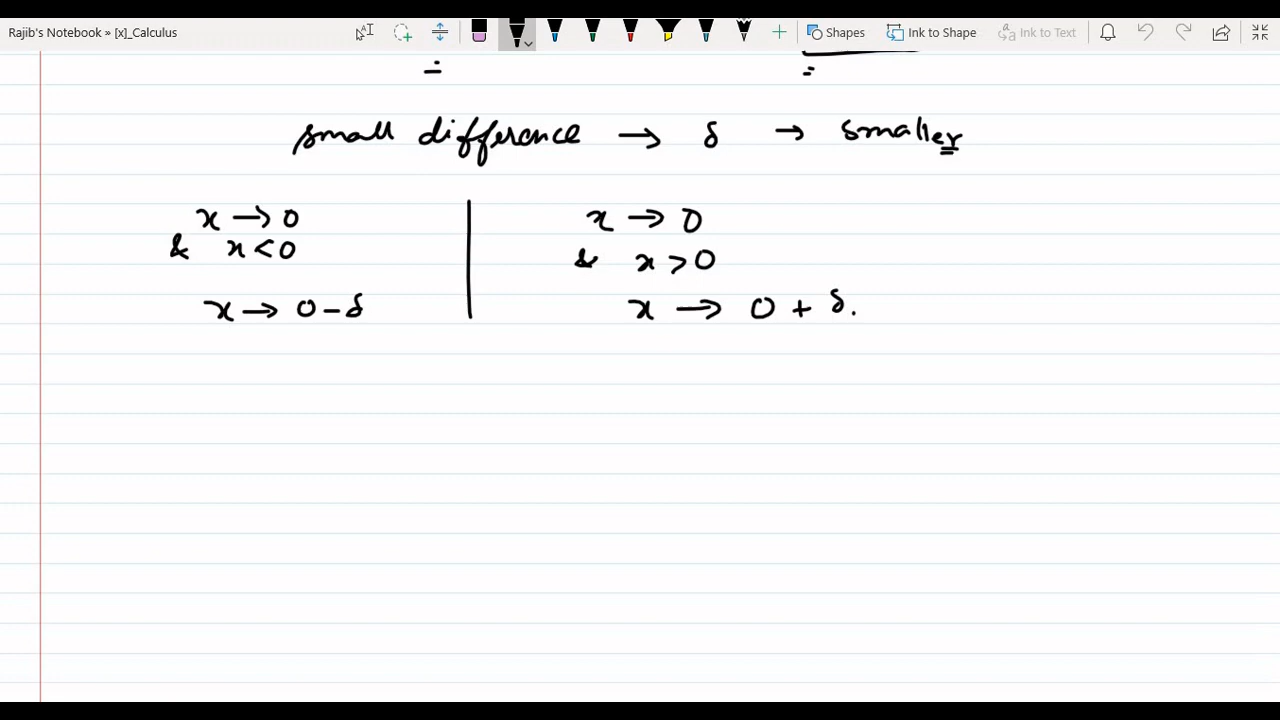 Rajib's Notebook • [x]_Calculus
Shapes
Ink to Shape
Ink to Text
small difference → δ → smaller
x → 0
& x < 0
x → 0 - δ
x → 0
& x > 0
x → 0 + δ.